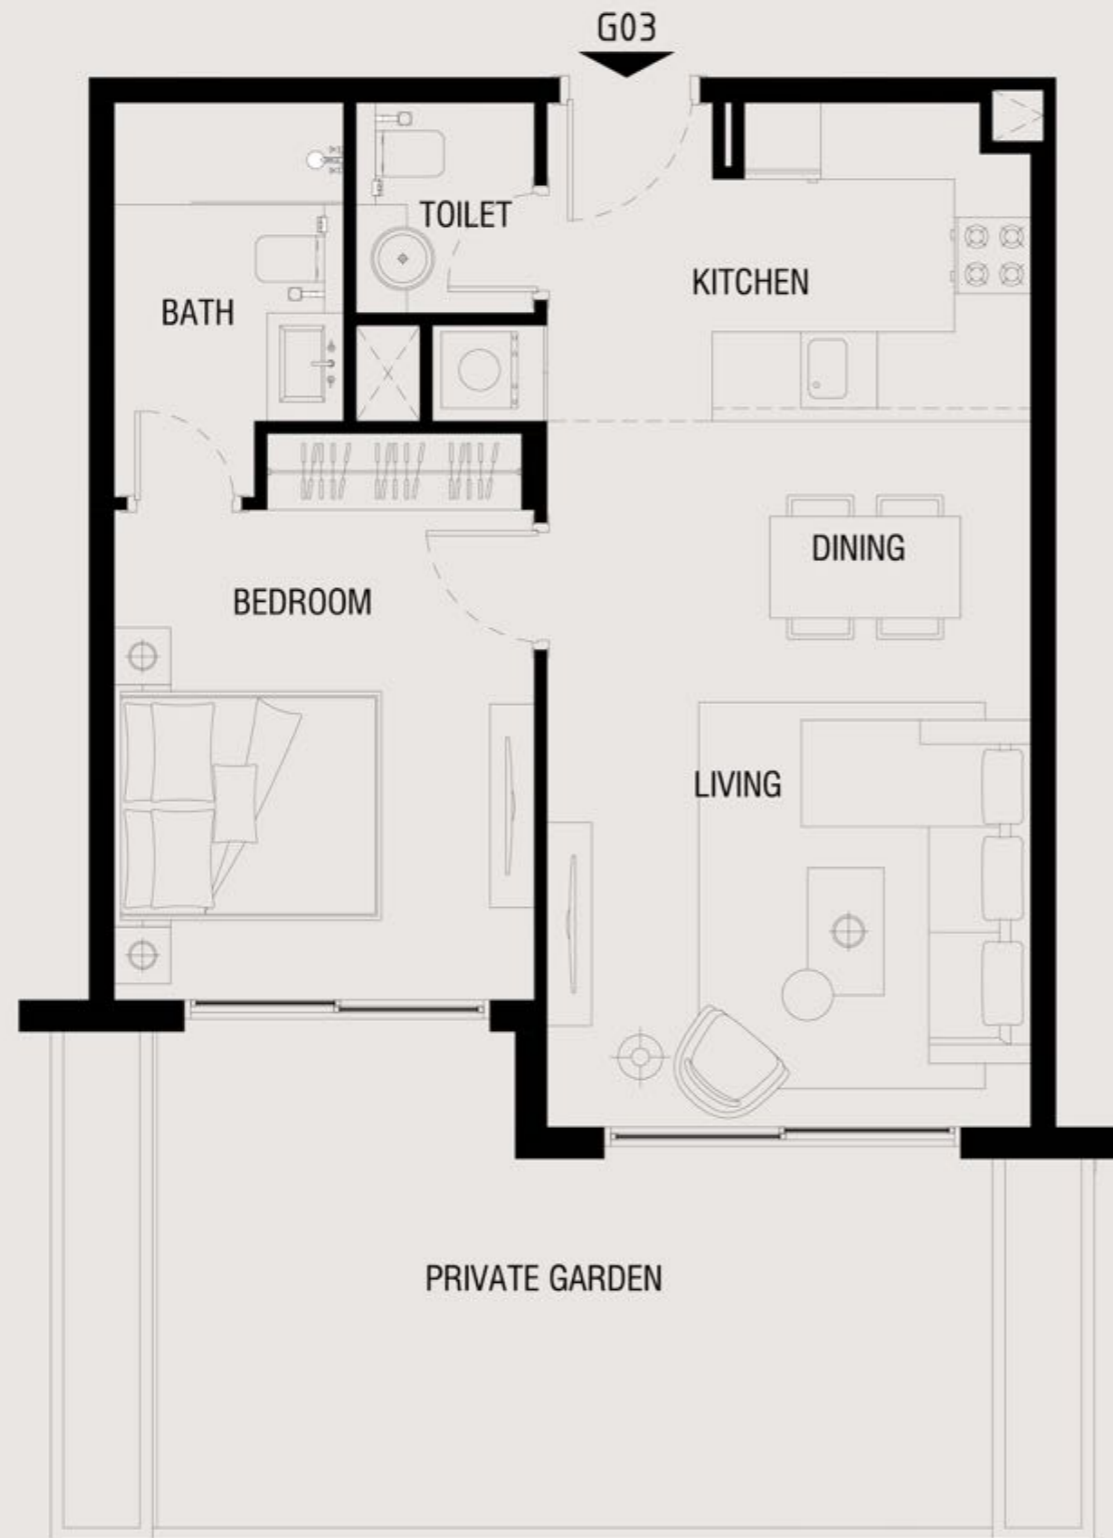 G03
TOILET
KITCHEN
BATH
DINING
BEDROOM
LIVING
PRIVATE GARDEN